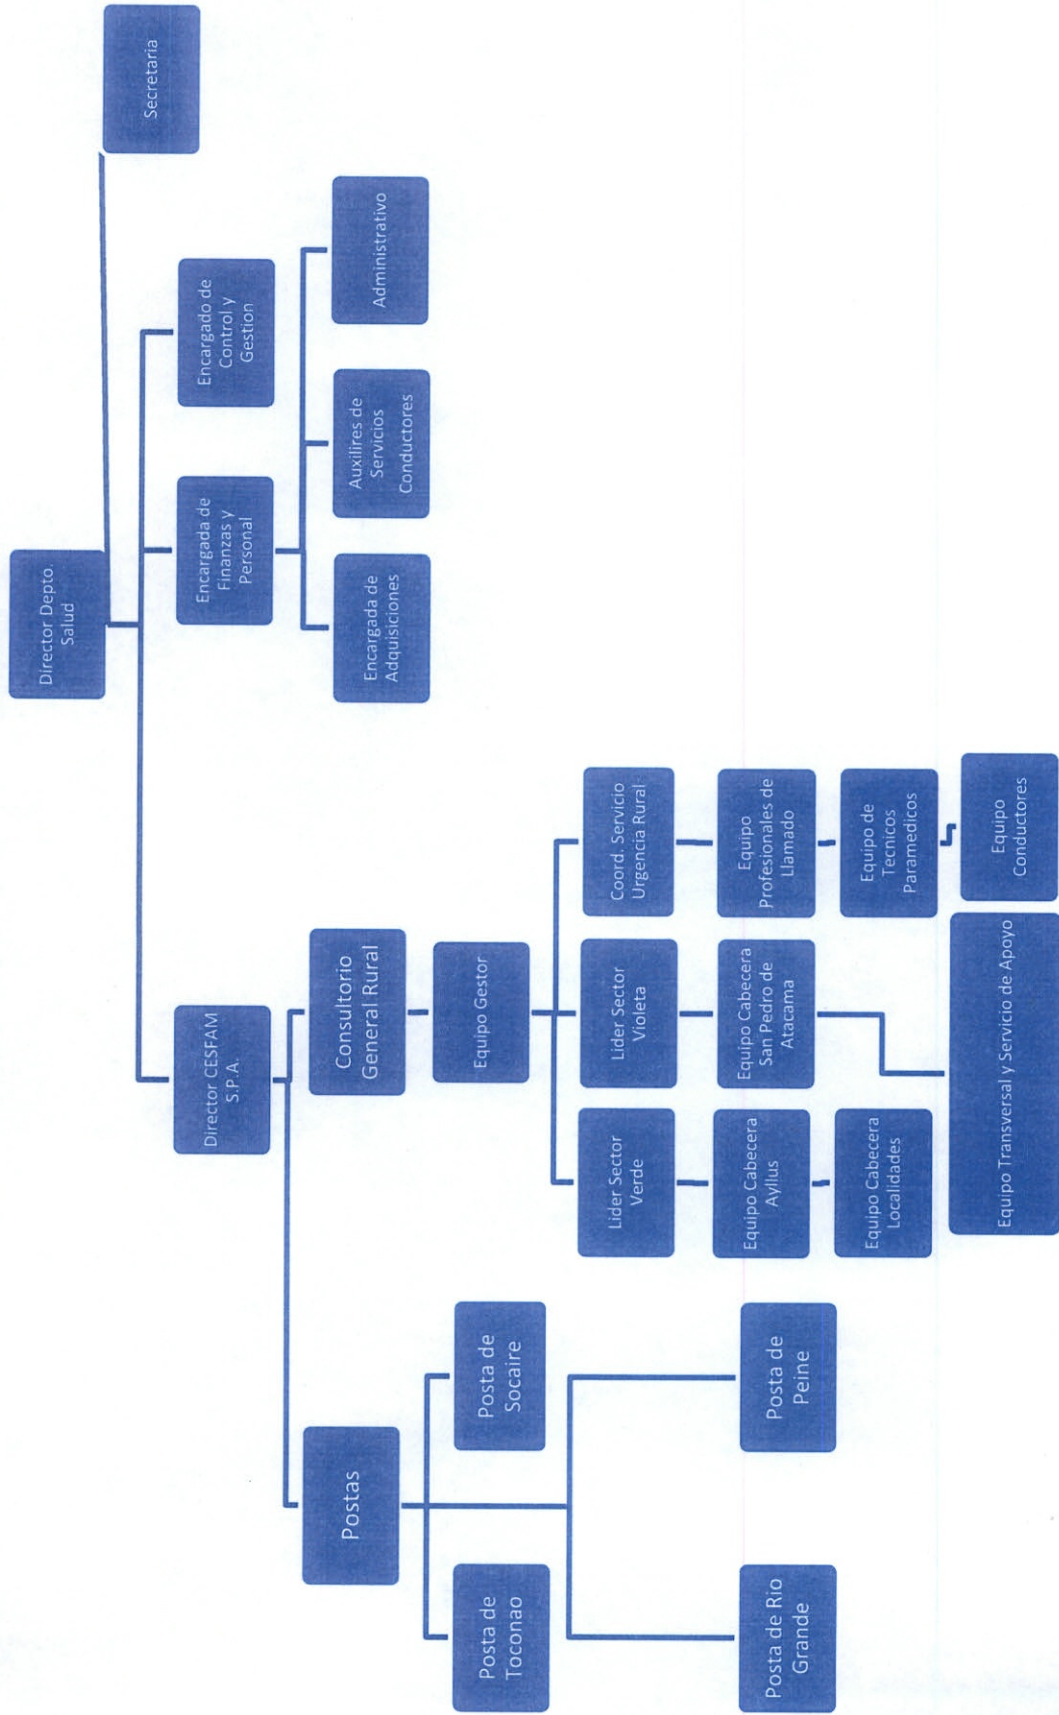 Director Depto.
Salud
Secretaria
Director CESFAM
S.P.A.
Encargada de
Finanzas y
Personal
Encargado de
Control y
Gestion
Encargada de
Adquisiciones
Auxilires de
Servicios
Conductores
Administrativo
Postas
Consultorio
General Rural
Posta de
Toconao
Posta de
Socaire
Posta de Rio
Grande
Posta de
Peine
Equipo Gestor
Lider Sector
Verde
Lider Sector
Violeta
Coord. Servicio
Urgencia Rural
Equipo Cabecera
Ayllus
Equipo Cabecera
San Pedro de
Atacama
Equipo
Profesionales de
Llamado
Equipo Cabecera
Localidades
Equipo de
Tecnicos
Paramedicos
Equipo Transversal y Servicio de Apoyo
Equipo
Conductores